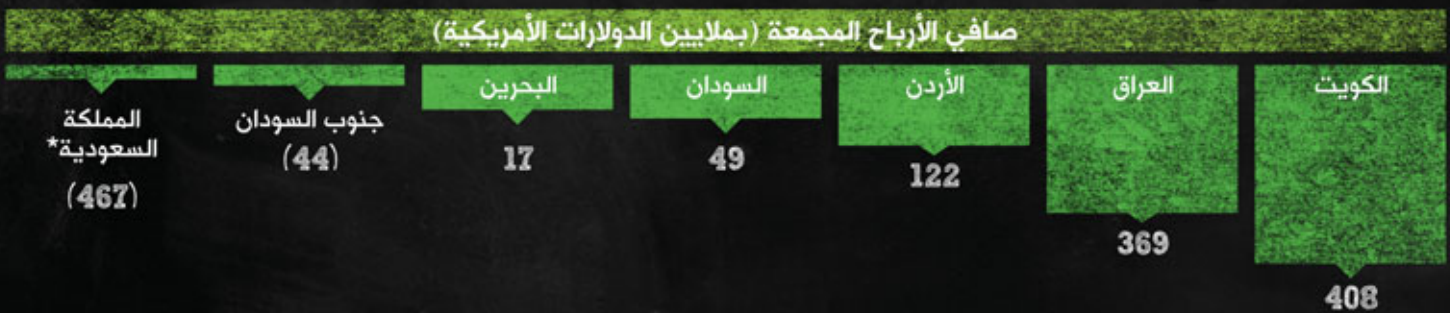 صافي الأرباح المجمعة (بملايين الدولارات الأمريكية)
الكويت
408
العراق
369
الأردن
122
السودان
49
البحرين
17
جنوب السودان
(44)
المملكة
السعودية*
(467)